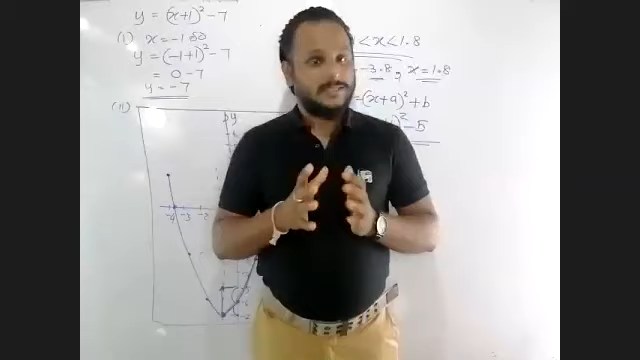 y = (x+1)² - 7
(i) x = -1 හිට
y = (-1+1)² - 7
= 0 - 7
y = -7
(ii)
y
-4 -3 -2
< x < 1.8
-3.8, x = 1.8
= (x+a)² + b
)² - 5